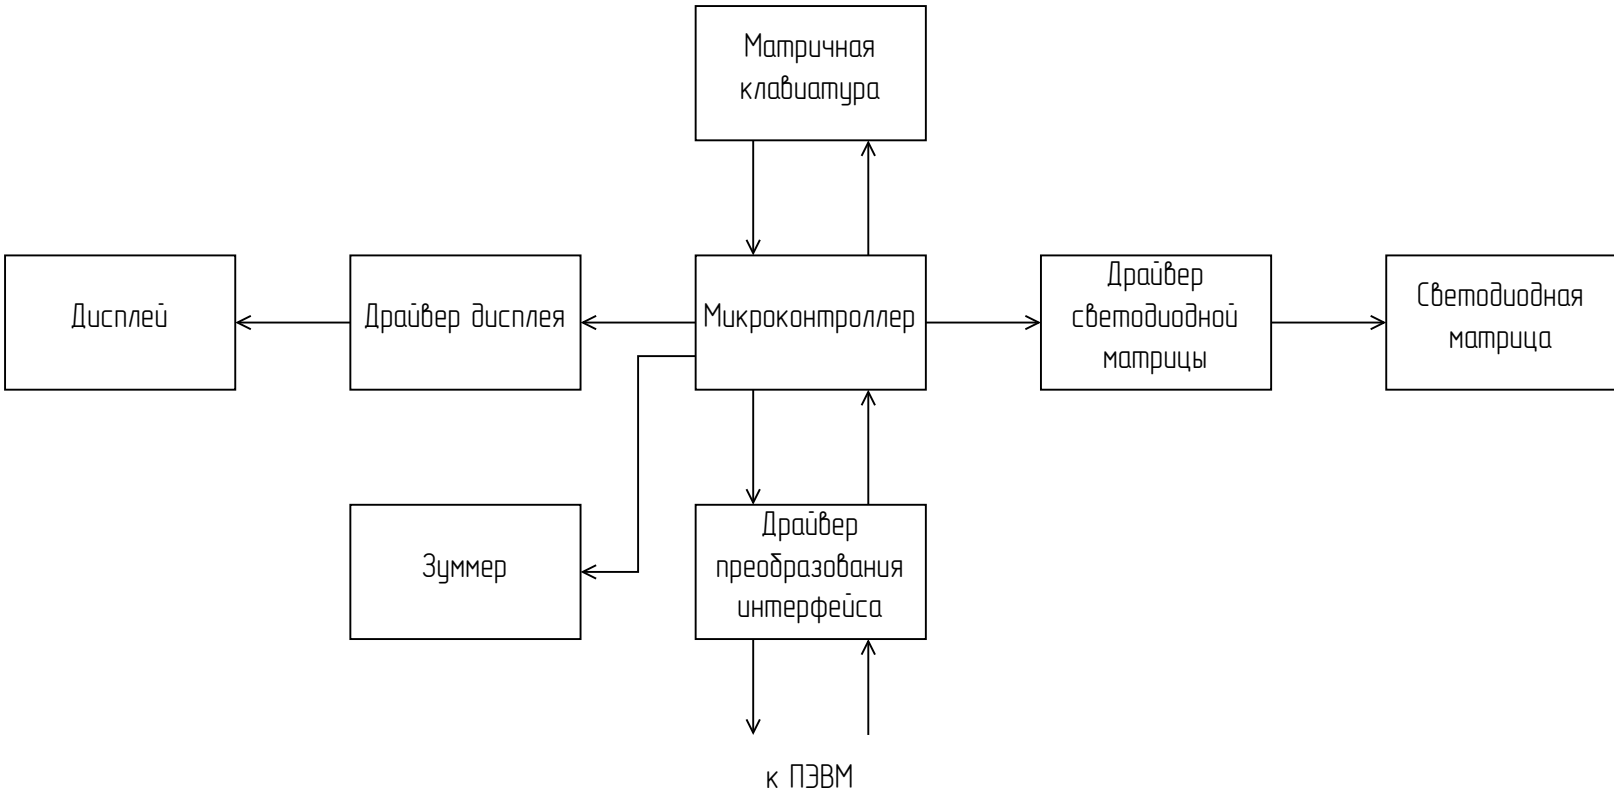 Матричная
клавиатура
Дисплей
Драйвер дисплея
Микроконтроллер
Драйвер
светодиодной
матрицы
Светодиодная
матрица
Зуммер
Драйвер
преобразования
интерфейса
к ПЭВМ